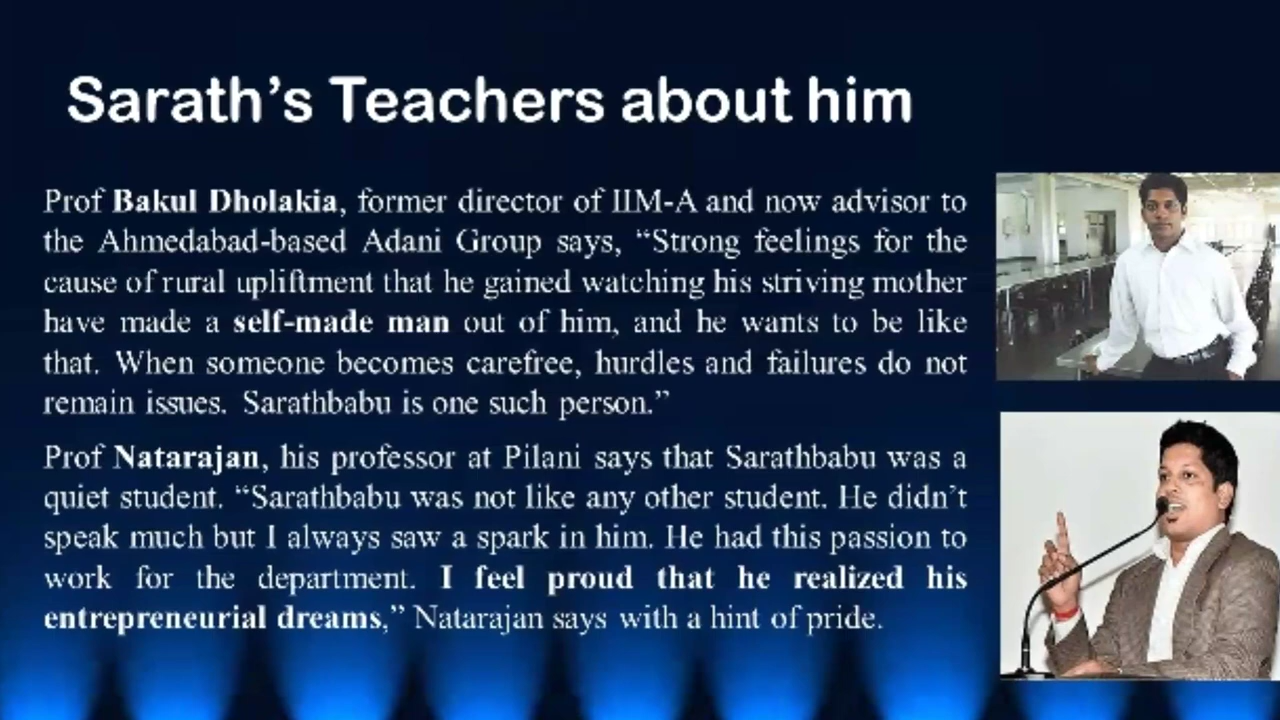 Sarath’s Teachers about him
Prof Bakul Dholakia, former director of IIM-A and now advisor to
the Ahmedabad-based Adani Group says, “Strong feelings for the
cause of rural upliftment that he gained watching his striving mother
have made a self-made man out of him, and he wants to be like
that. When someone becomes carefree, hurdles and failures do not
remain issues. Sarathbabu is one such person.”
Prof Natarajan, his professor at Pilani says that Sarathbabu was a
quiet student. “Sarathbabu was not like any other student. He didn’t
speak much but I always saw a spark in him. He had this passion to
work for the department. I feel proud that he realized his
entrepreneurial dreams,” Natarajan says with a hint of pride.